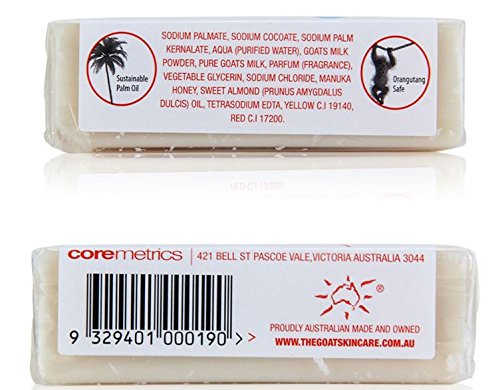 SODIUM PALMATE, SODIUM COCOATE, SODIUM PALM
KERNALATE, AQUA (PURIFIED WATER), GOATS MILK
POWDER, PURE GOATS MILK, PARFUM (FRAGRANCE),
VEGETABLE GLYCERIN, SODIUM CHLORIDE, MANUKA
HONEY, SWEET ALMOND (PRUNUS AMYGDALUS
DULCIS) OIL, TETRASODIUM EDTA, YELLOW C.I 19140,
RED C.I 17200.
Sustainable
Palm Oil
Orangutang
Safe
coremetrics | 421 BELL ST PASCOE VALE,VICTORIA AUSTRALIA 3044
®
9 329401 000190 > >
PROUDLY AUSTRALIAN MADE AND OWNED
WWW.THEGOATSKINCARE.COM.AU